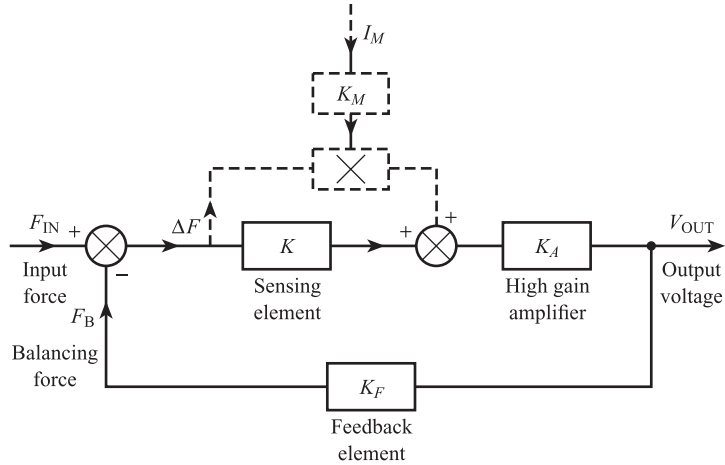 I_M
K_M
F_IN
+
Input
force
−
ΔF
K
Sensing
element
+
+
K_A
High gain
amplifier
V_OUT
Output
voltage
F_B
Balancing
force
K_F
Feedback
element